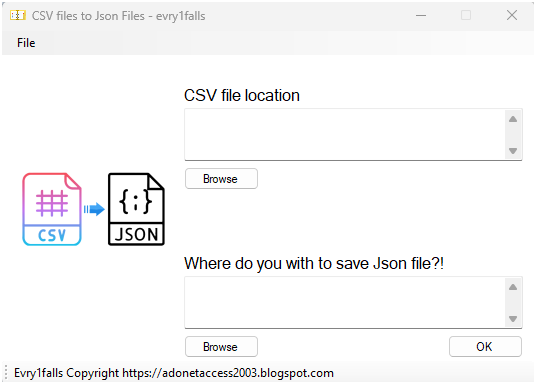 CSV files to Json Files - evry1falls
File
CSV file location
Browse
{;}
CSV
JSON
Where do you with to save Json file?!
Browse
OK
Evry1falls Copyright https://adonetaccess2003.blogspot.com